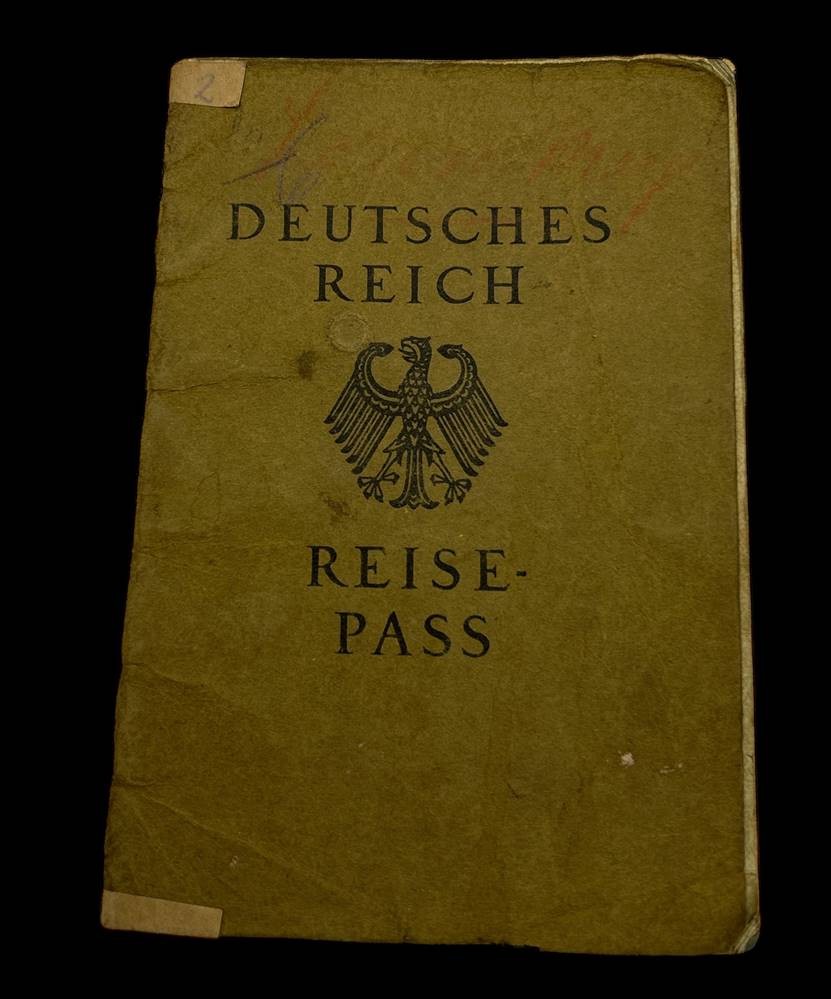 2
DEUTSCHES
REICH
REISE-
PASS